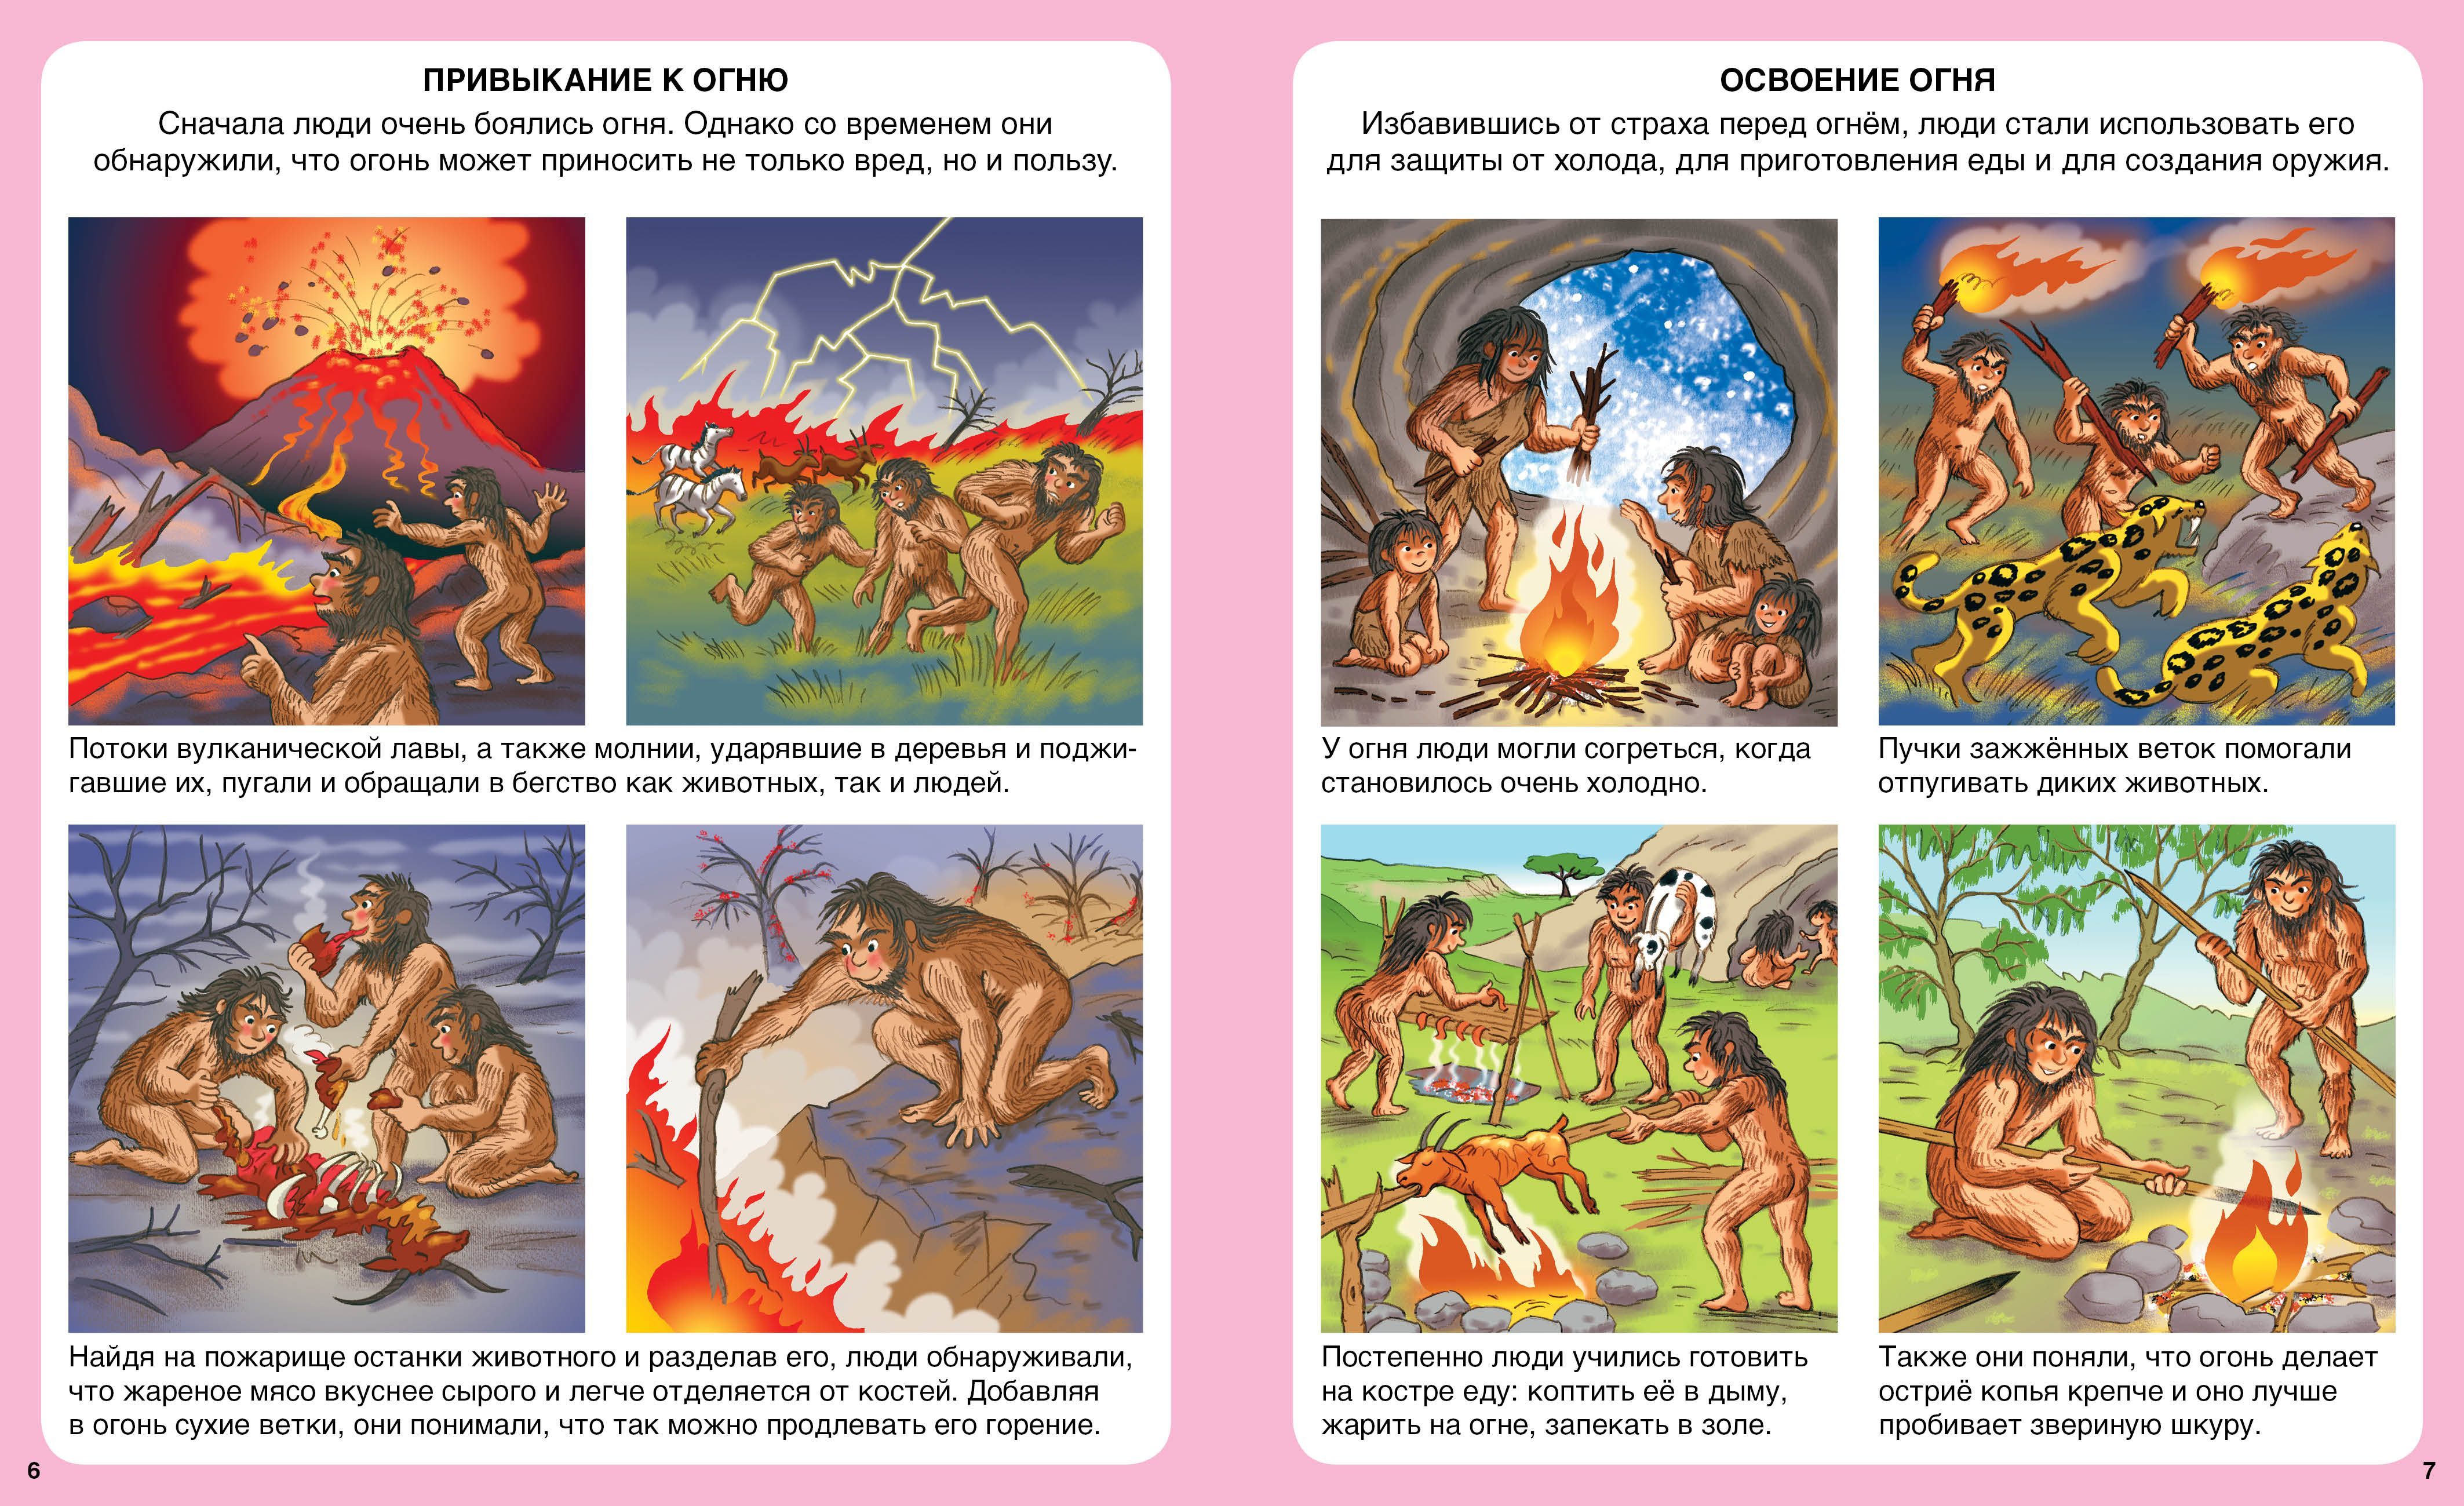 ПРИВЫКАНИЕ К ОГНЮ
Сначала люди очень боялись огня. Однако со временем они
обнаружили, что огонь может приносить не только вред, но и пользу.
Потоки вулканической лавы, а также молнии, ударявшие в деревья и поджи-
гавшие их, пугали и обращали в бегство как животных, так и людей.
Найдя на пожарище останки животного и разделав его, люди обнаруживали,
что жареное мясо вкуснее сырого и легче отделяется от костей. Добавляя
в огонь сухие ветки, они понимали, что так можно продлевать его горение.
6
ОСВОЕНИЕ ОГНЯ
Избавившись от страха перед огнём, люди стали использовать его
для защиты от холода, для приготовления еды и для создания оружия.
У огня люди могли согреться, когда
становилось очень холодно.
Пучки зажжённых веток помогали
отпугивать диких животных.
Постепенно люди учились готовить
на костре еду: коптить её в дыму,
жарить на огне, запекать в золе.
Также они поняли, что огонь делает
остриё копья крепче и оно лучше
пробивает звериную шкуру.
7